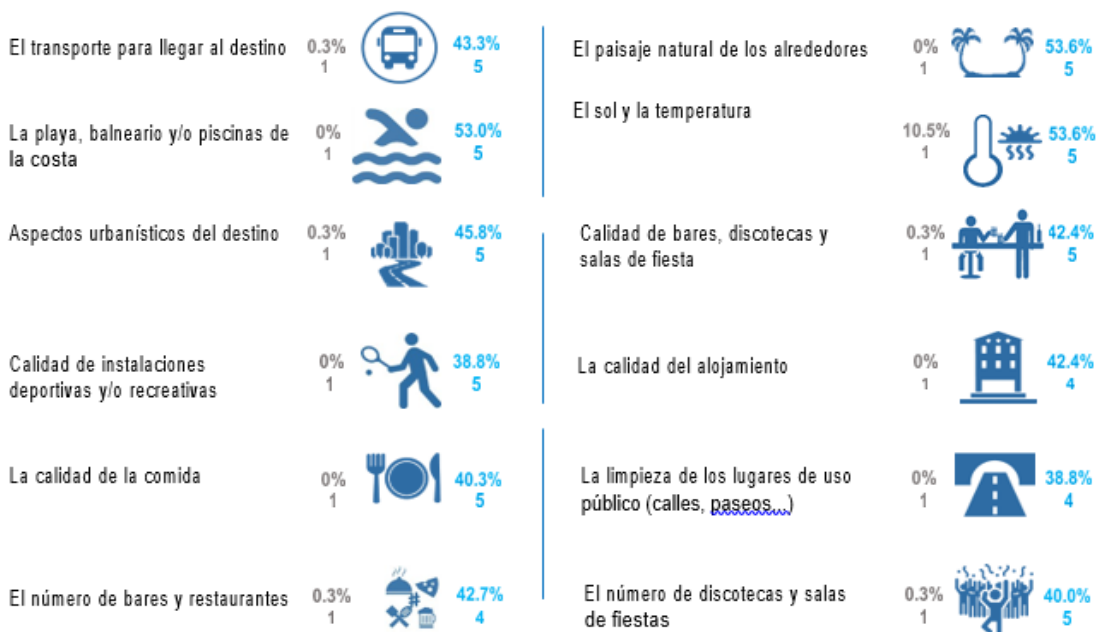 El transporte para llegar al destino 0.3% 43.3%
1 5
La playa, balneario y/o piscinas de 0% 53.0%
la costa 1 5
Aspectos urbanísticos del destino 0.3% 45.8%
1 5
Calidad de instalaciones 0% 38.8%
deportivas y/o recreativas 1 5
La calidad de la comida 0% 40.3%
1 5
El número de bares y restaurantes 0.3% 42.7%
1 4
El paisaje natural de los alrededores 0% 53.6%
1 5
El sol y la temperatura
10.5% 53.6%
1 5
Calidad de bares, discotecas y 0.3% 42.4%
salas de fiesta 1 5
La calidad del alojamiento 0% 42.4%
1 4
La limpieza de los lugares de uso 0% 38.8%
público (calles, paseos...) 1 4
El número de discotecas y salas 0.3% 40.0%
de fiestas 1 5